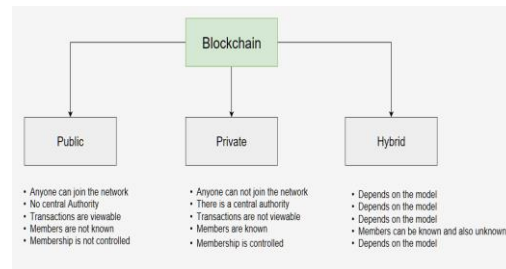 Blockchain
Public
Private
Hybrid
• Anyone can join the network
• No central Authority
• Transactions are viewable
• Members are not known
• Membership is not controlled
• Anyone can not join the network
• There is a central authority
• Transactions are not viewable
• Members are known
• Membership is controlled
• Depends on the model
• Depends on the model
• Depends on the model
• Members can be known and also unknown
• Depends on the model